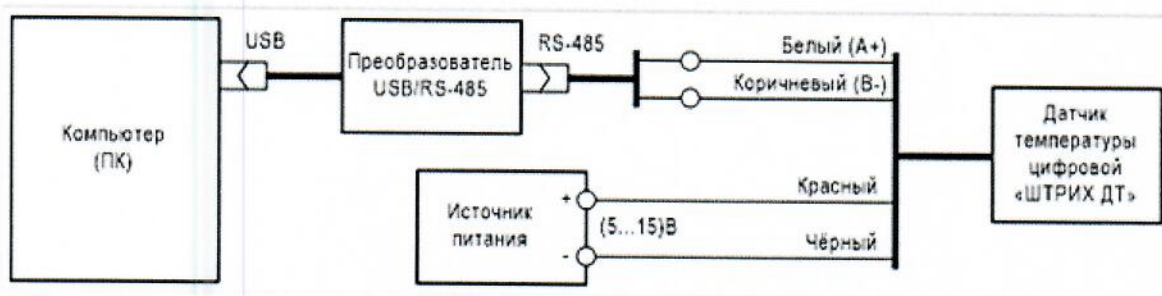 USB
RS-485
Белый (А+)
Преобразователь
USB/RS-485
Коричневый (В-)
Компьютер
(ПК)
Датчик
температуры
цифровой
«ШТРИХ ДТ»
Источник
питания
+
(5...15)В
-
Красный
Чёрный